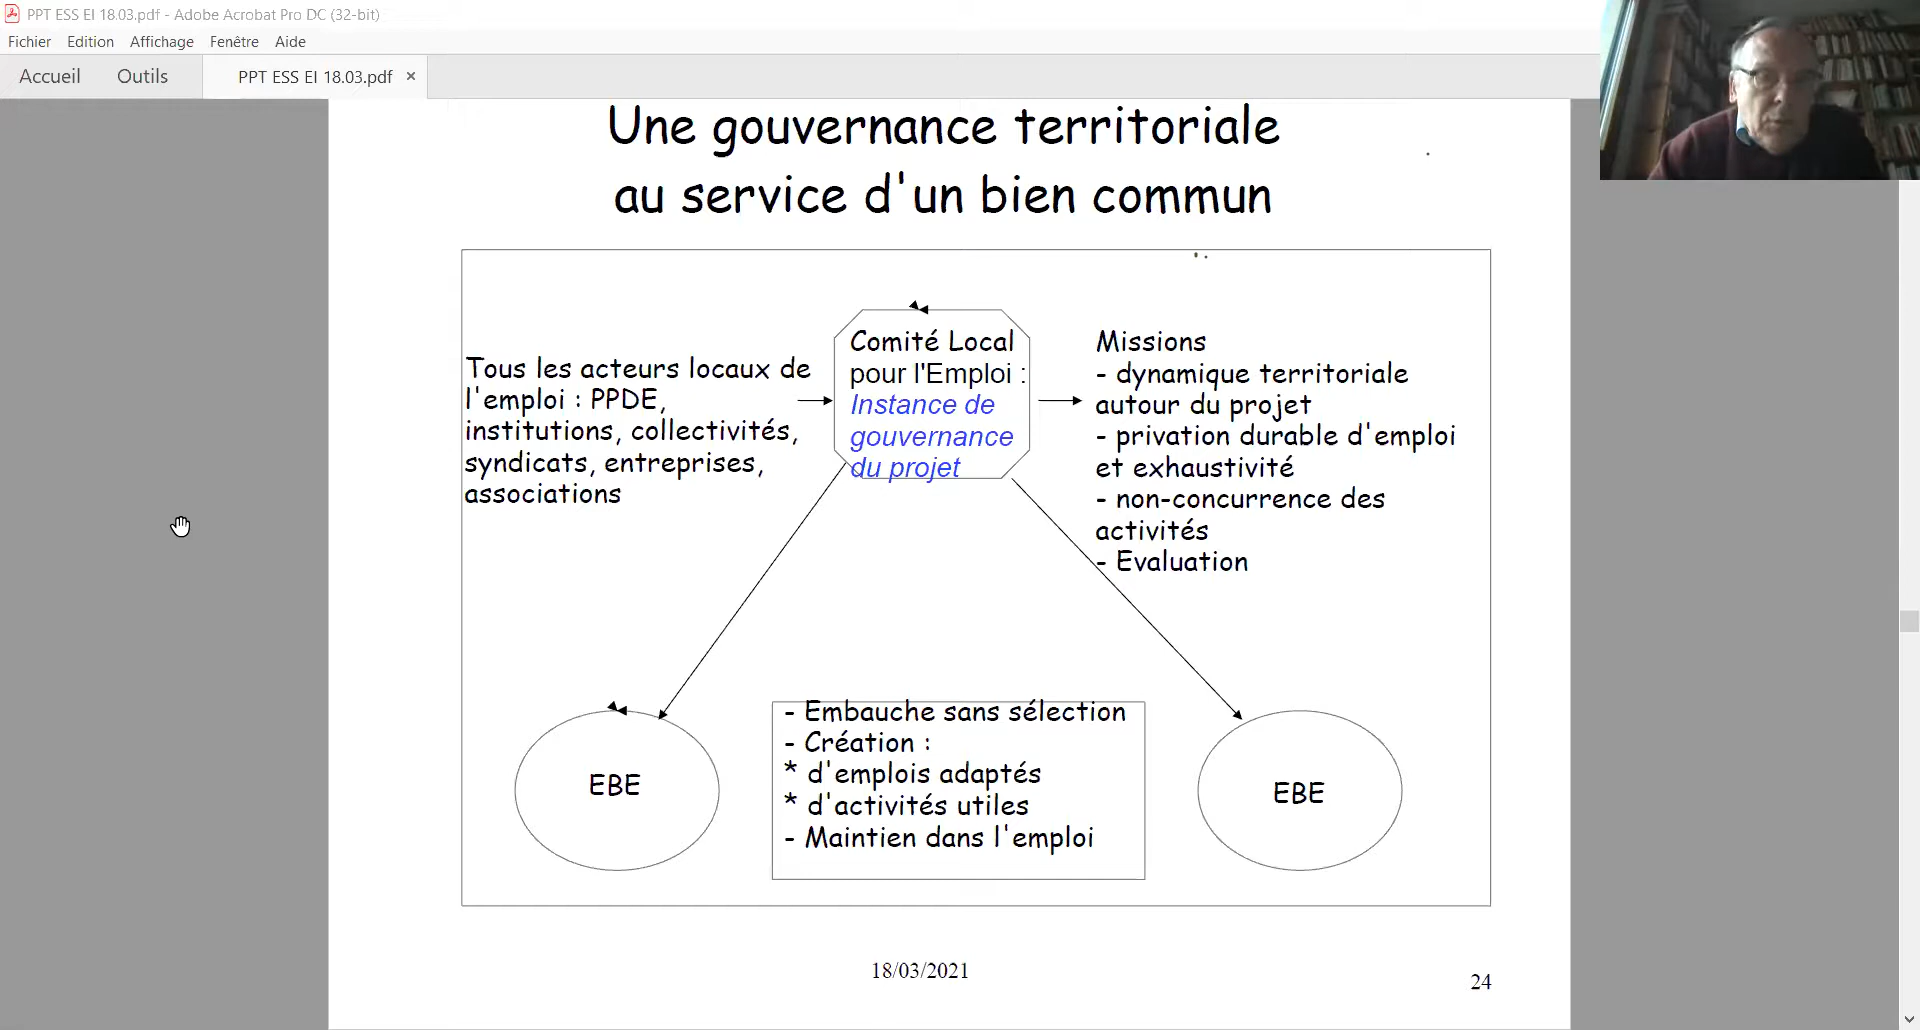 PPT ESS EI 18.03.pdf - Adobe Acrobat Pro DC (32-bit)
Fichier Edition Affichage Fenêtre Aide
Accueil Outils PPT ESS EI 18.03.pdf ×
Une gouvernance territoriale
au service d'un bien commun
Tous les acteurs locaux de
l'emploi : PPDE,
institutions, collectivités,
syndicats, entreprises,
associations
Comité Local
pour l'Emploi :
Instance de
gouvernance
du projet
Missions
- dynamique territoriale
autour du projet
- privation durable d'emploi
et exhaustivité
- non-concurrence des
activités
- Evaluation
EBE
- Embauche sans sélection
- Création :
* d'emplois adaptés
* d'activités utiles
- Maintien dans l'emploi
EBE
18/03/2021
24